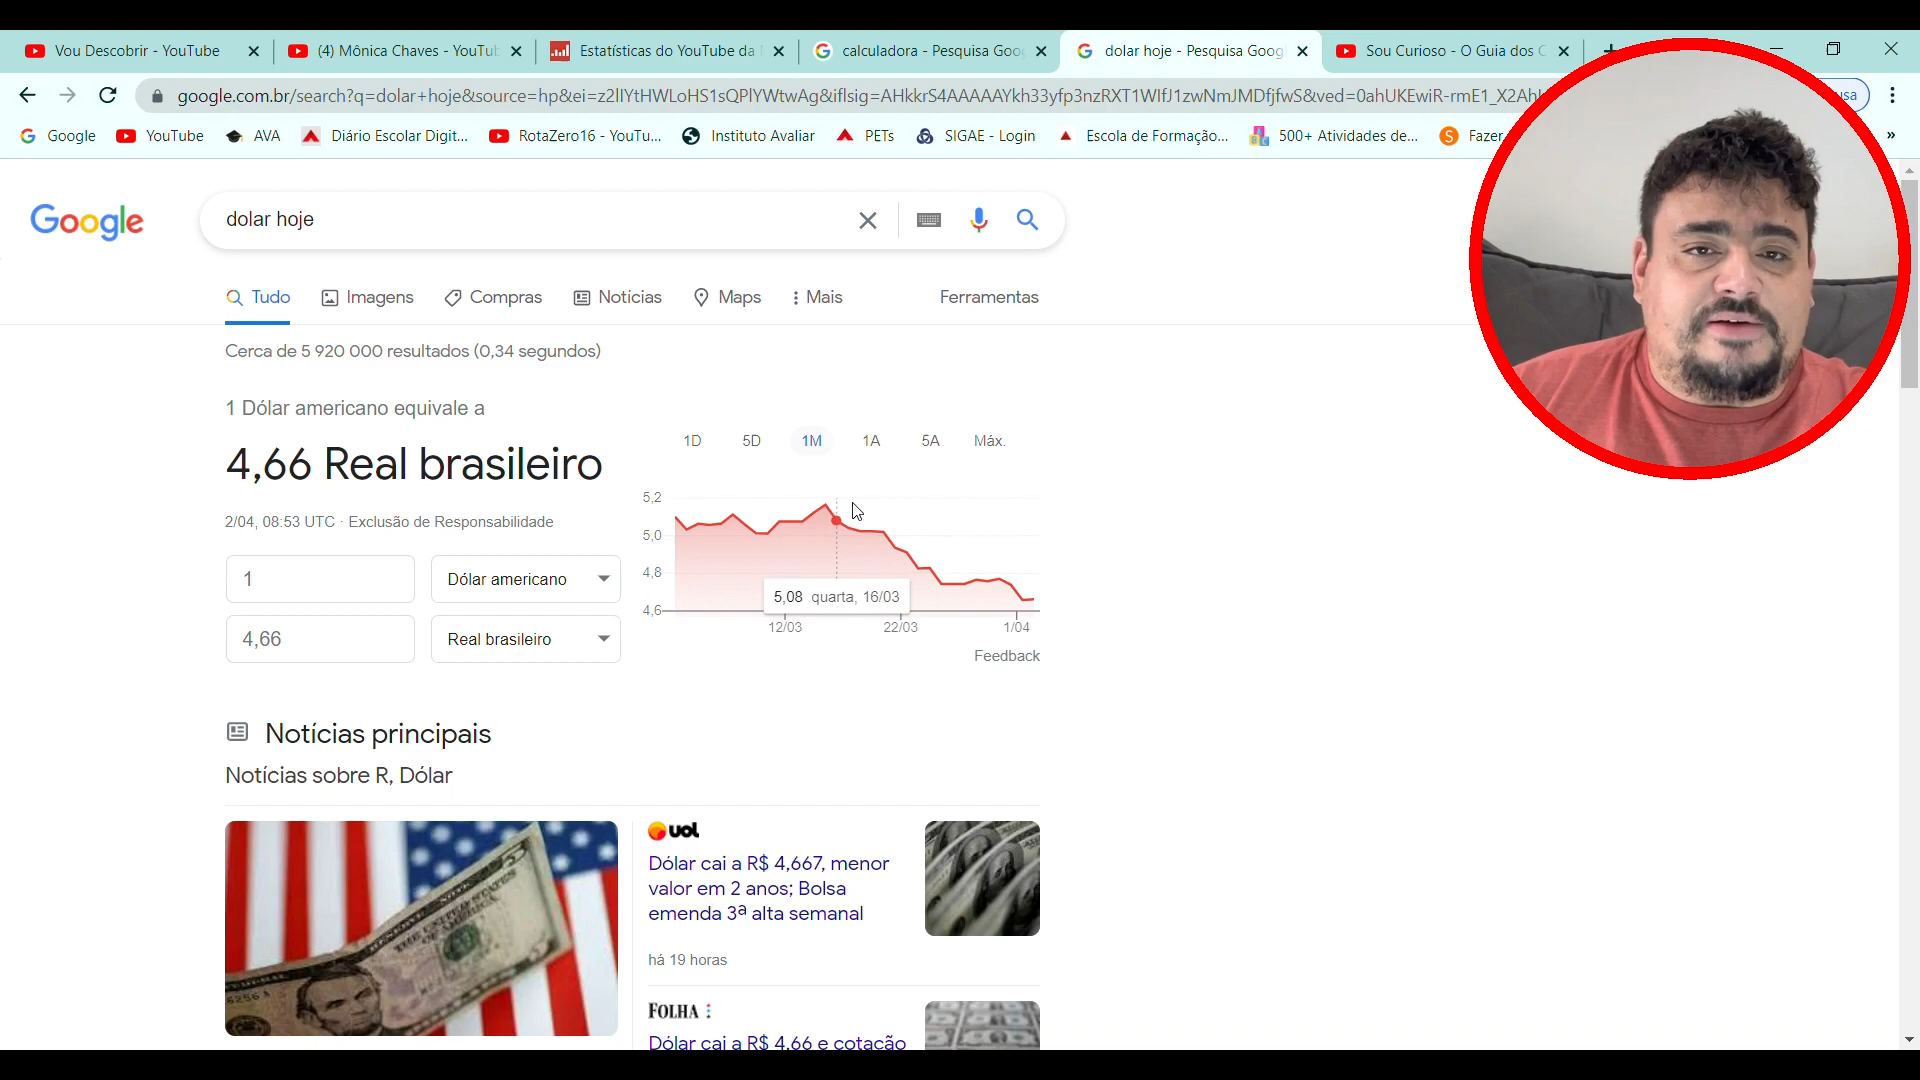 Vou Descobrir - YouTube
(4) Mônica Chaves - YouTub
Estatísticas do YouTube da
calculadora - Pesquisa Goog
dolar hoje - Pesquisa Googl
Sou Curioso - O Guia dos C
google.com.br/search?q=dolar+hoje&source=hp&ei=
Google
YouTube
AVA
Diário Escolar Digit...
RotaZero16 - YouTu...
Instituto Avaliar
PETs
SIGAE - Login
Escola de Formação...
500+ Atividades de...
Fazer
»
Google
dolar hoje
Tudo
Imagens
Compras
Notícias
Maps
Mais
Ferramentas
Cerca de 5 920 000 resultados (0,34 segundos)
1 Dólar americano equivale a
4,66 Real brasileiro
2/04, 08:53 UTC · Exclusão de Responsabilidade
1
Dólar americano
4,66
Real brasileiro
1D 5D 1M 1A 5A Máx.
5,2
5,0
4,8
4,6
5,08 quarta, 16/03
12/03 22/03 1/04
Feedback
Notícias principais
Notícias sobre R, Dólar
uol
Dólar cai a R$ 4,667, menor
valor em 2 anos; Bolsa
emenda 3ª alta semanal
há 19 horas
FOLHA
Dólar cai a R$ 4,66 e cotação